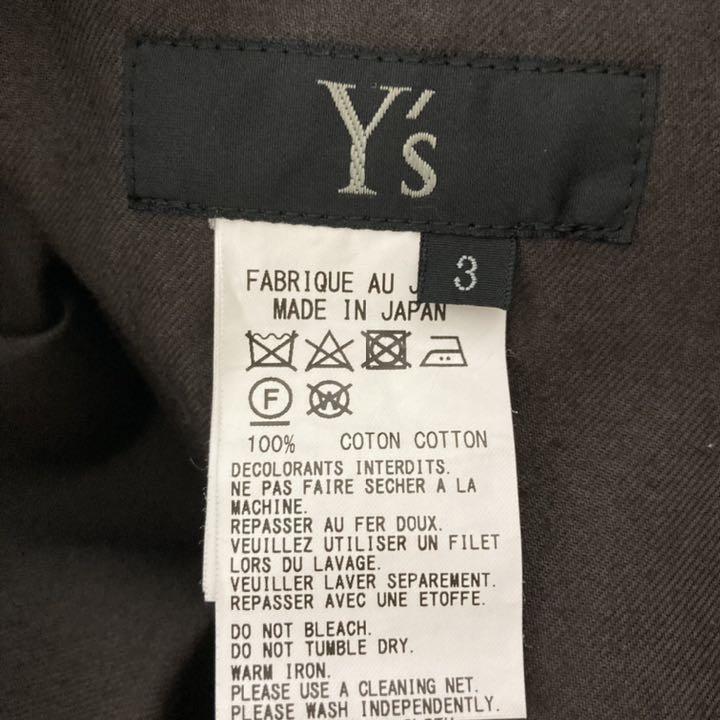 Y's
3
FABRIQUE AU J
MADE IN JAPAN
F W
100% COTON COTTON
DECOLORANTS INTERDITS.
NE PAS FAIRE SECHER A LA
MACHINE.
REPASSER AU FER DOUX.
VEUILLEZ UTILISER UN FILET
LORS DU LAVAGE.
VEUILLER LAVER SEPAREMENT.
REPASSER AVEC UNE ETOFFE.
DO NOT BLEACH.
DO NOT TUMBLE DRY.
WARM IRON.
PLEASE USE A CLEANING NET.
PLEASE WASH INDEPENDENTLY.